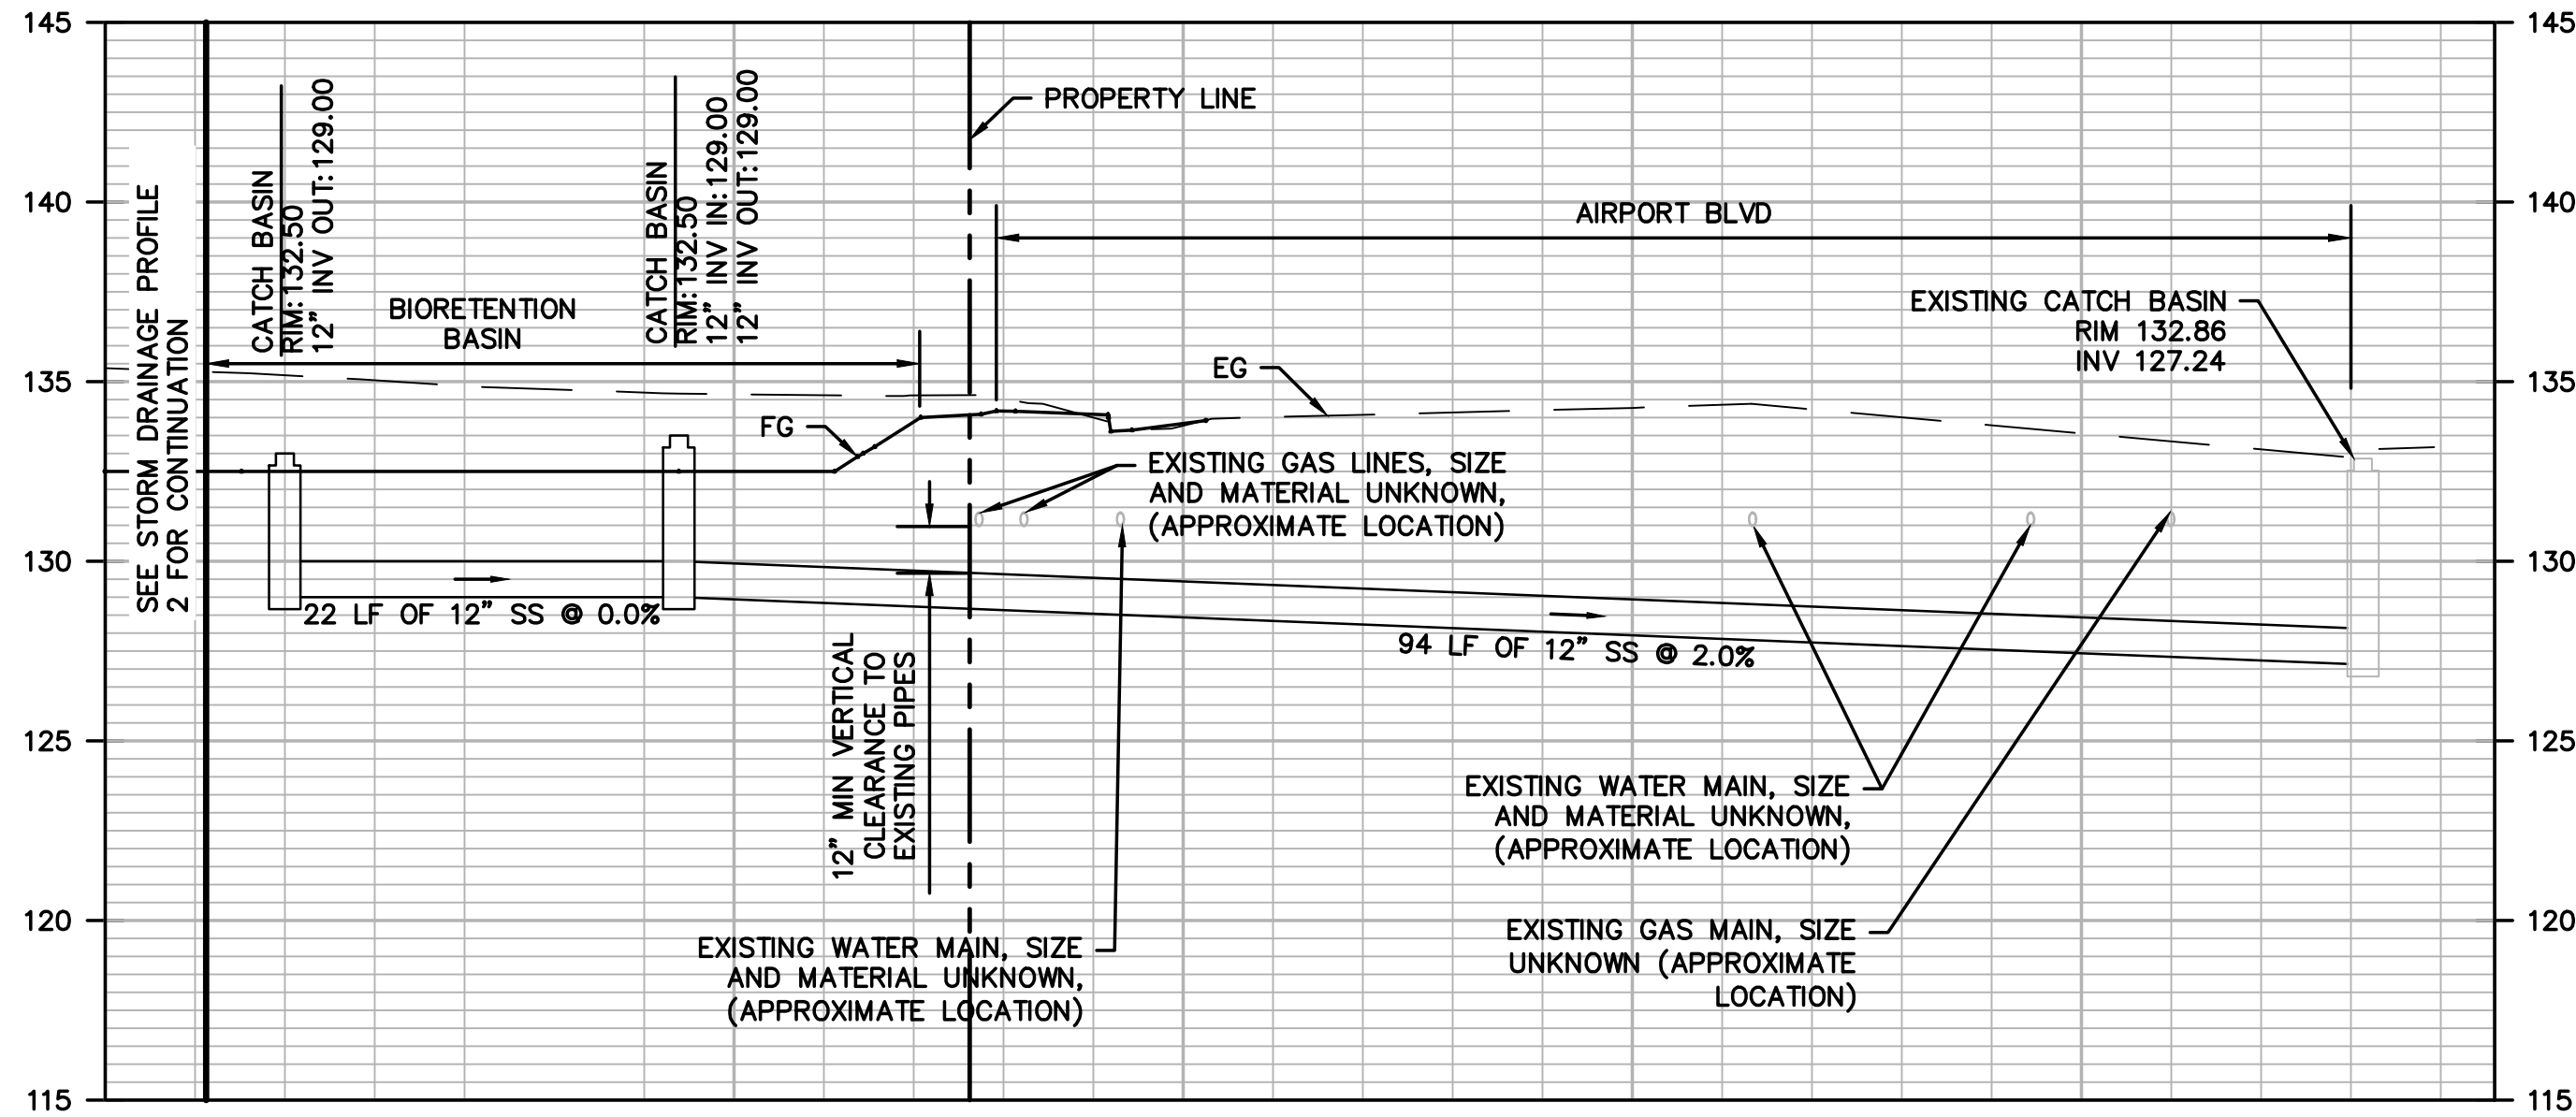 145
140
135
130
125
120
115
SEE STORM DRAINAGE PROFILE
2 FOR CONTINUATION
CATCH BASIN
RIM:132.50
12" INV OUT:129.00
BIORETENTION
BASIN
CATCH BASIN
RIM:132.50
12" INV IN:129.00
12" INV OUT:129.00
PROPERTY LINE
AIRPORT BLVD
EXISTING CATCH BASIN
RIM 132.86
INV 127.24
EG
FG
EXISTING GAS LINES, SIZE
AND MATERIAL UNKNOWN,
(APPROXIMATE LOCATION)
22 LF OF 12" SS @ 0.0%
94 LF OF 12" SS @ 2.0%
12" MIN VERTICAL
CLEARANCE TO
EXISTING PIPES
EXISTING WATER MAIN, SIZE
AND MATERIAL UNKNOWN,
(APPROXIMATE LOCATION)
EXISTING WATER MAIN, SIZE
AND MATERIAL UNKNOWN,
(APPROXIMATE LOCATION)
EXISTING GAS MAIN, SIZE
UNKNOWN (APPROXIMATE
LOCATION)
145
140
135
130
125
120
115